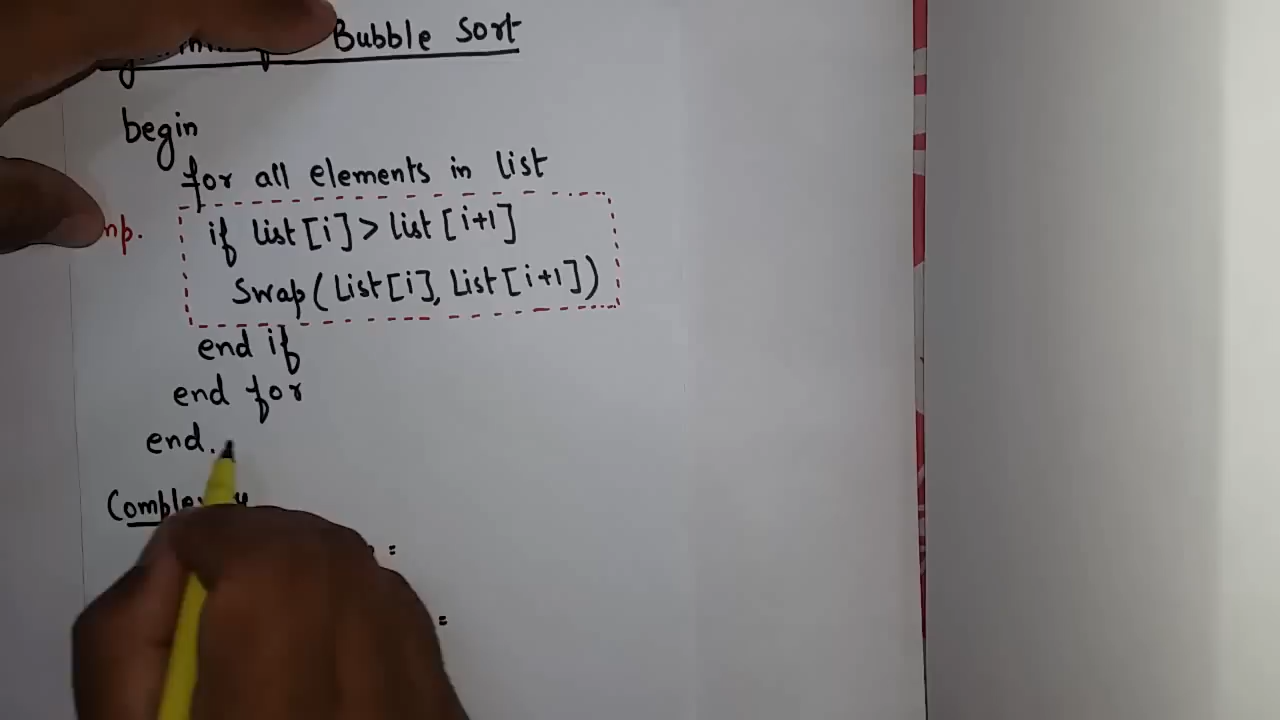 Bubble Sort
begin
for all elements in list
if list[i] > list[i+1]
Swap(List[i], List[i+1])
end if
end for
end.
=
=